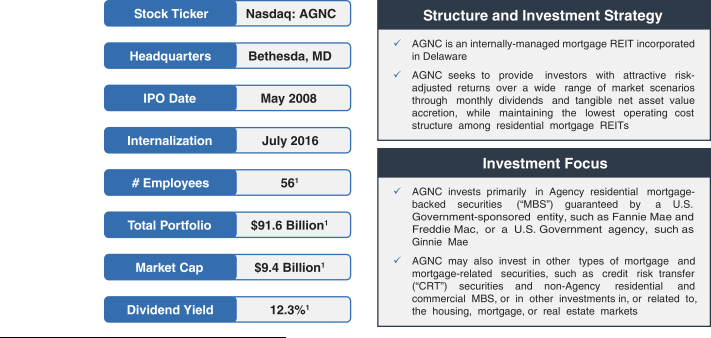 Stock Ticker Nasdaq: AGNC
Headquarters Bethesda, MD
IPO Date May 2008
Internalization July 2016
# Employees 56¹
Total Portfolio $91.6 Billion¹
Market Cap $9.4 Billion¹
Dividend Yield 12.3%¹
Structure and Investment Strategy
✓ AGNC is an internally-managed mortgage REIT incorporated
in Delaware
✓ AGNC seeks to provide investors with attractive risk-
adjusted returns over a wide range of market scenarios
through monthly dividends and tangible net asset value
accretion, while maintaining the lowest operating cost
structure among residential mortgage REITs
Investment Focus
✓ AGNC invests primarily in Agency residential mortgage-
backed securities (“MBS”) guaranteed by a U.S.
Government-sponsored entity, such as Fannie Mae and
Freddie Mac, or a U.S. Government agency, such as
Ginnie Mae
✓ AGNC may also invest in other types of mortgage and
mortgage-related securities, such as credit risk transfer
(“CRT”) securities and non-Agency residential and
commercial MBS, or in other investments in, or related to,
the housing, mortgage, or real estate markets